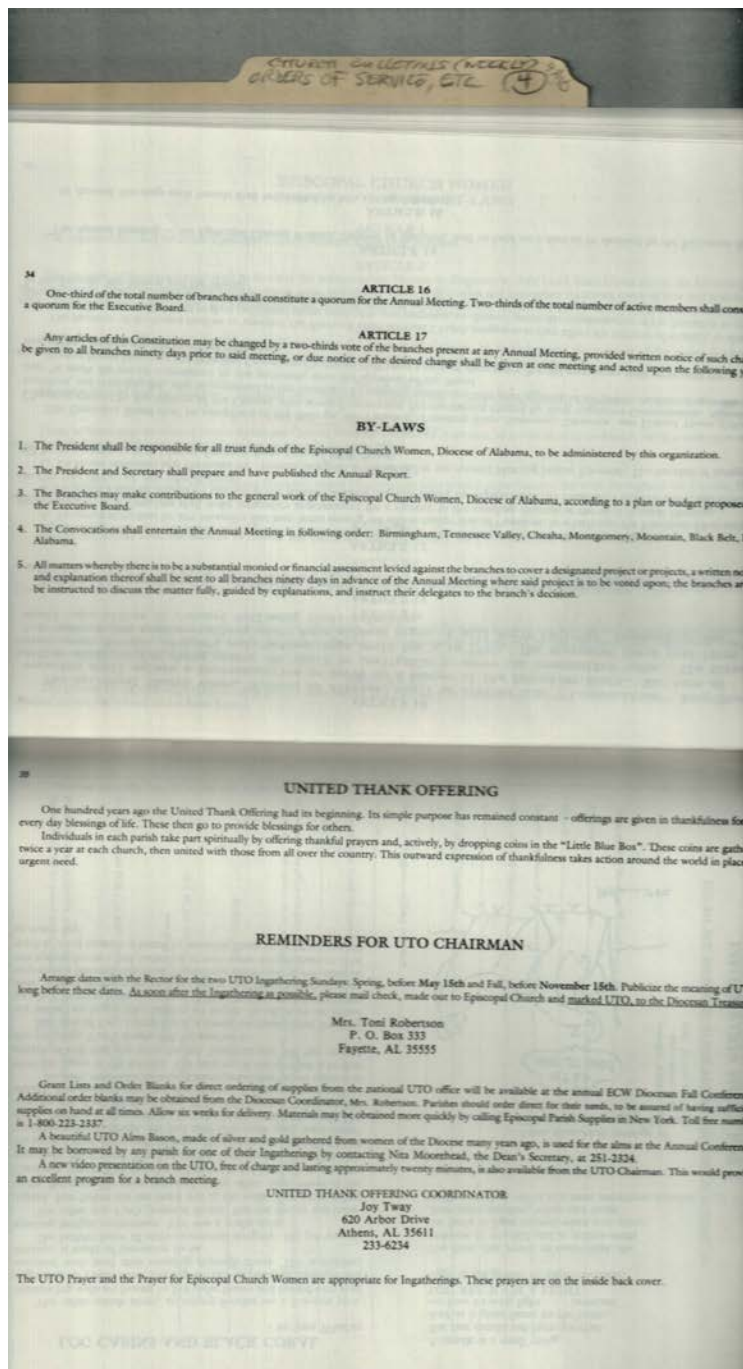 CHURCH BULLETINS (WEEKLY)
ORDERS OF SERVICE, ETC. 4
34
ARTICLE 16
One-third of the total number of branches shall constitute a quorum for the Annual Meeting. Two-thirds of the total number of active members shall cons
a quorum for the Executive Board.
ARTICLE 17
Any articles of this Constitution may be changed by a two-thirds vote of the branches present at any Annual Meeting, provided written notice of such cha
be given to all branches ninety days prior to said meeting, or due notice of the desired change shall be given at one meeting and acted upon the following y
BY-LAWS
1. The President shall be responsible for all trust funds of the Episcopal Church Women, Diocese of Alabama, to be administered by this organization.
2. The President and Secretary shall prepare and have published the Annual Report.
3. The Branches may make contributions to the general work of the Episcopal Church Women, Diocese of Alabama, according to a plan or budget propose
the Executive Board.
4. The Convocations shall entertain the Annual Meeting in following order: Birmingham, Tennessee Valley, Cheaha, Montgomery, Mountain, Black Belt,
Alabama.
5. All matters whereby there is to be a substantial monied or financial assessment levied against the branches to cover a designated project or projects, a written no
and explanation thereof shall be sent to all branches ninety days in advance of the Annual Meeting where said project is to be voted upon; the branches ar
be instructed to discuss the matter fully, guided by explanations, and instruct their delegates to the branch's decision.
UNITED THANK OFFERING
One hundred years ago the United Thank Offering had its beginning. Its simple purpose has remained constant - offerings are given in thankfulness for
every day blessings of life. These then go to provide blessings for others.
Individuals in each parish take part spiritually by offering thankful prayers and, actively, by dropping coins in the "Little Blue Box". These coins are gath
twice a year at each church, then united with those from all over the country. This outward expression of thankfulness takes action around the world in plac
urgent need.
REMINDERS FOR UTO CHAIRMAN
Arrange dates with the Rector for the two UTO Ingathering Sundays: Spring, before May 15th and Fall, before November 15th. Publicize the meaning of U
long before these dates. As soon after the Ingathering as possible, please mail check, made out to Episcopal Church and marked UTO, to the Diocesan Treasu
Mrs. Toni Robertson
P. O. Box 333
Fayette, AL 35555
Grant Lists and Order Blanks for direct ordering of supplies from the national UTO office will be available at the annual ECW Diocesan Fall Conferen
Additional order blanks may be obtained from the Diocesan Coordinator, Mrs. Robertson. Parishes should order direct for their needs, to be assured of having suffic
supplies on hand at all times. Allow six weeks for delivery. Materials may be obtained more quickly by calling Episcopal Parish Supplies in New York. Toll free num
is 1-800-223-2337.
A beautiful UTO Alms Bason, made of silver and gold gathered from women of the Diocese many years ago, is used for the alms at the Annual Conferen
It may be borrowed by any parish for one of their Ingatherings by contacting Nita Moorehead, the Dean's Secretary, at 251-2324.
A new video presentation on the UTO, free of charge and lasting approximately twenty minutes, is also available from the UTO Chairman. This would prov
an excellent program for a branch meeting.
UNITED THANK OFFERING COORDINATOR
Joy Tway
620 Arbor Drive
Athens, AL 35611
233-6234
The UTO Prayer and the Prayer for Episcopal Church Women are appropriate for Ingatherings. These prayers are on the inside back cover.